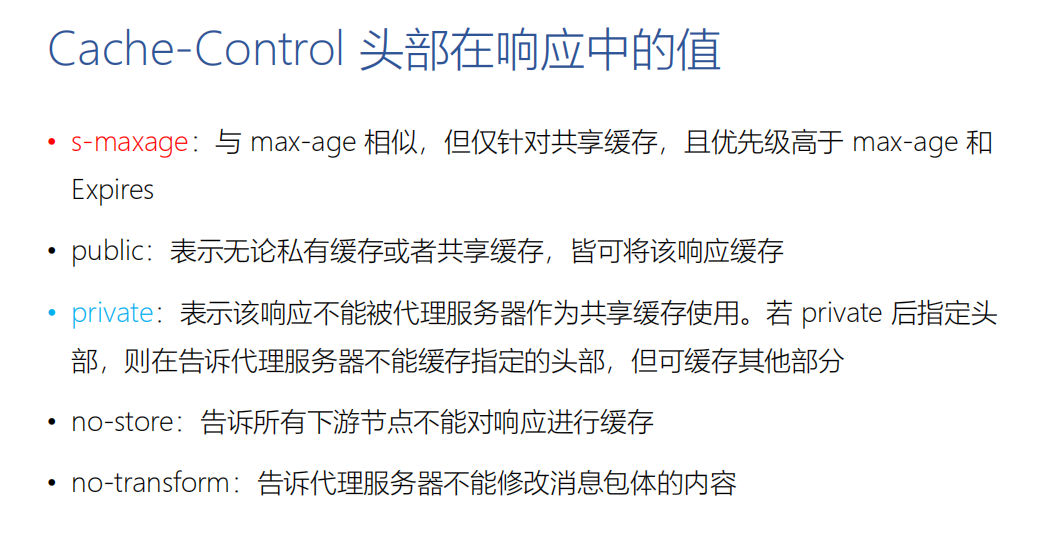 Cache-Control 头部在响应中的值
• s-maxage：与 max-age 相似，但仅针对共享缓存，且优先级高于 max-age 和
Expires
• public：表示无论私有缓存或者共享缓存，皆可将该响应缓存
• private：表示该响应不能被代理服务器作为共享缓存使用。若 private 后指定头
部，则在告诉代理服务器不能缓存指定的头部，但可缓存其他部分
• no-store：告诉所有下游节点不能对响应进行缓存
• no-transform：告诉代理服务器不能修改消息包体的内容